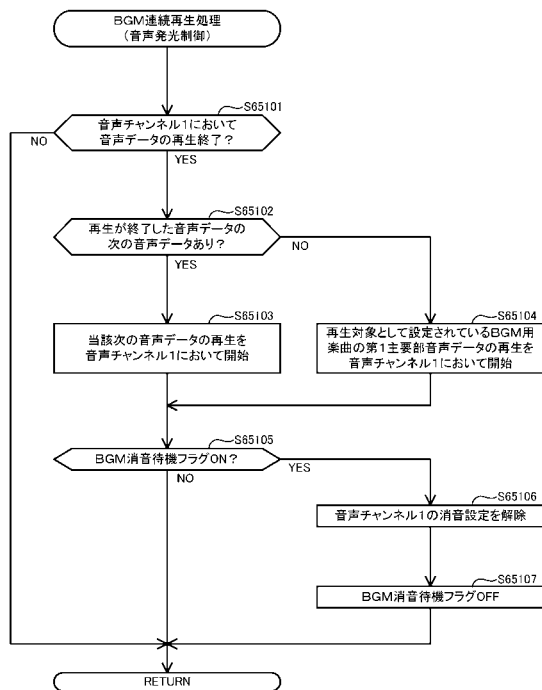 BGM連続再生処理
(音声発光制御)
S65101
音声チャンネル1において
音声データの再生終了?
NO
YES
S65102
再生が終了した音声データの
次の音声データあり?
NO
YES
S65103
当該次の音声データの再生を
音声チャンネル1において開始
S65104
再生対象として設定されているBGM用
楽曲の第1主要部音声データの再生を
音声チャンネル1において開始
S65105
BGM消音待機フラグON?
YES
NO
S65106
音声チャンネル1の消音設定を解除
S65107
BGM消音待機フラグOFF
RETURN